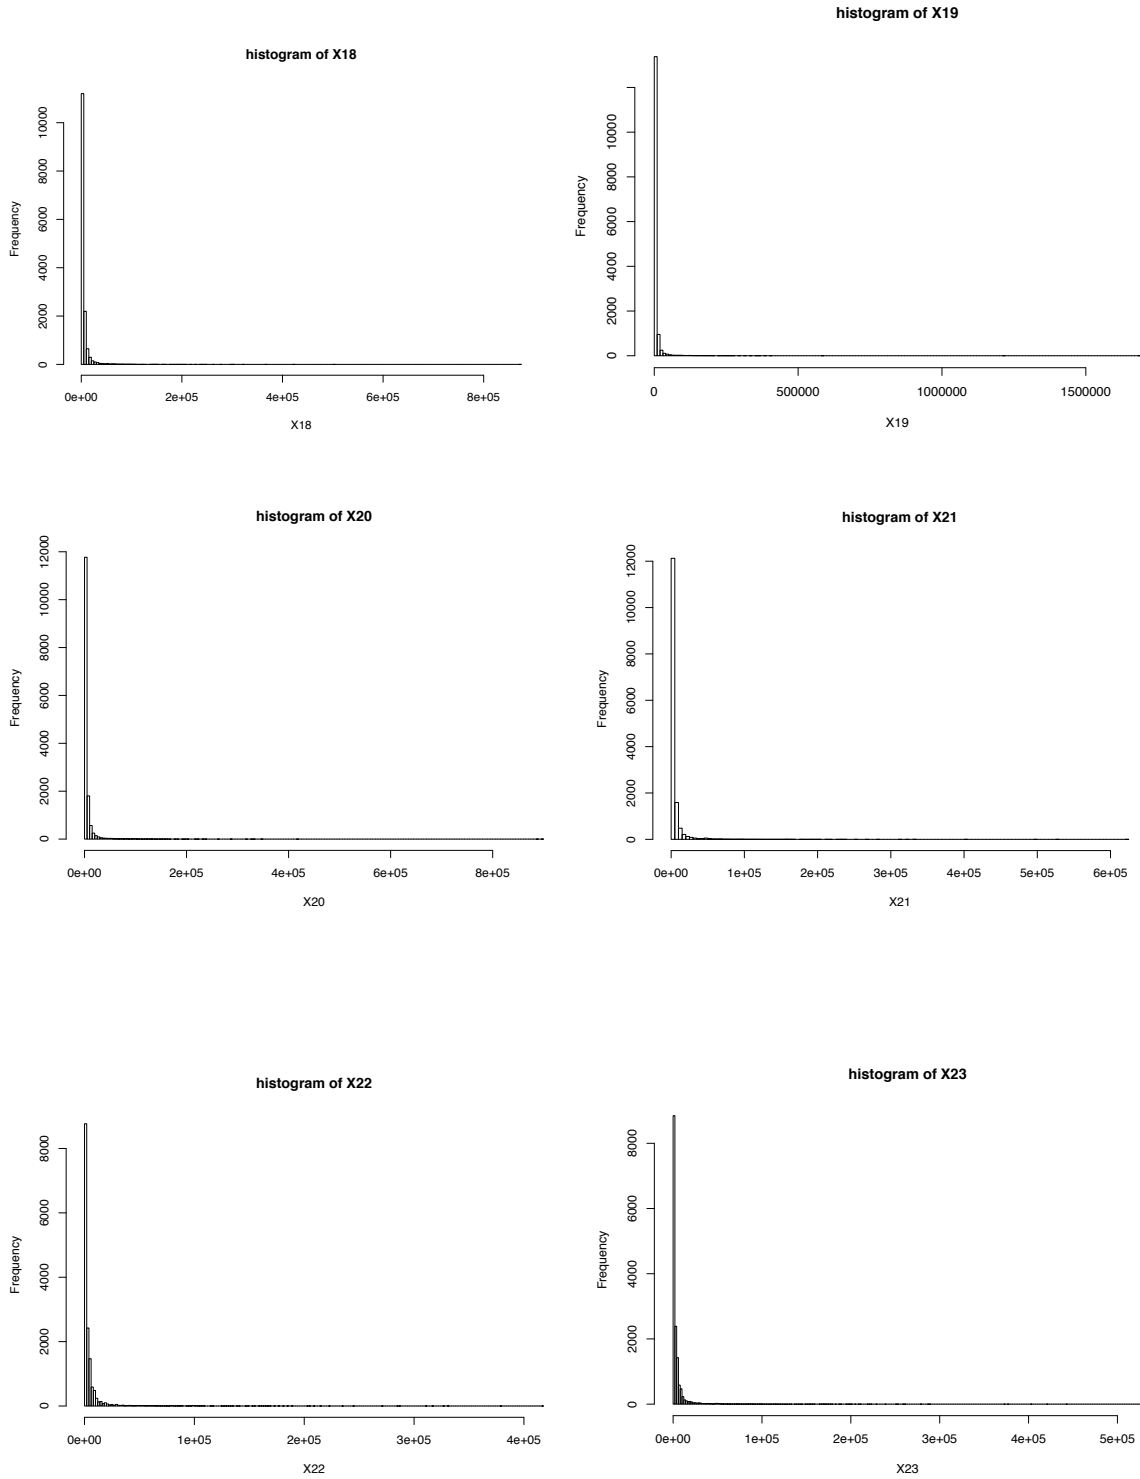 histogram of X18
Frequency
10000
8000
6000
4000
2000
0
0e+00 2e+05 4e+05 6e+05 8e+05
X18
histogram of X19
Frequency
10000
8000
6000
4000
2000
0
0 500000 1000000 1500000
X19
histogram of X20
Frequency
12000
10000
8000
6000
4000
2000
0
0e+00 2e+05 4e+05 6e+05 8e+05
X20
histogram of X21
Frequency
12000
10000
8000
6000
4000
2000
0
0e+00 1e+05 2e+05 3e+05 4e+05 5e+05 6e+05
X21
histogram of X22
Frequency
8000
6000
4000
2000
0
0e+00 1e+05 2e+05 3e+05 4e+05
X22
histogram of X23
Frequency
8000
6000
4000
2000
0
0e+00 1e+05 2e+05 3e+05 4e+05 5e+05
X23